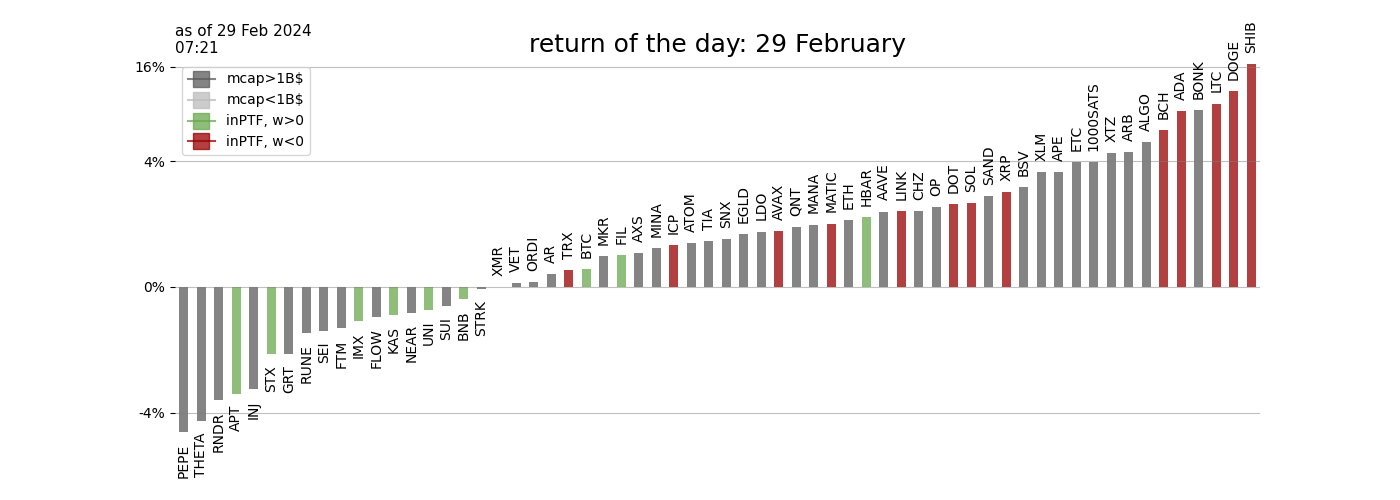 as of 29 Feb 2024
07:21
return of the day: 29 February
16%
4%
0%
-4%
mcap>1B$
mcap<1B$
inPTF, w>0
inPTF, w<0
PEPE
THETA
RNDR
APT
INJ
STX
GRT
RUNE
SEI
FTM
IMX
FLOW
KAS
NEAR
UNI
SUI
BNB
STRK
XMR
VET
ORDI
AR
TRX
BTC
MKR
FIL
AXS
MINA
ICP
ATOM
TIA
SNX
EGLD
LDO
AVAX
QNT
MANA
MATIC
ETH
HBAR
AAVE
LINK
CHZ
OP
DOT
SOL
SAND
XRP
BSV
XLM
APE
ETC
1000SATS
XTZ
ARB
ALGO
BCH
ADA
BONK
LTC
DOGE
SHIB